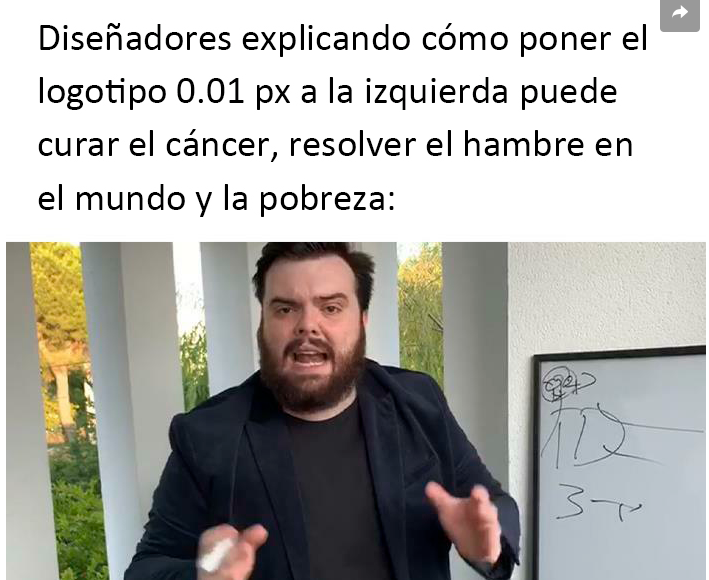 Diseñadores explicando cómo poner el
logotipo 0.01 px a la izquierda puede
curar el cáncer, resolver el hambre en
el mundo y la pobreza: